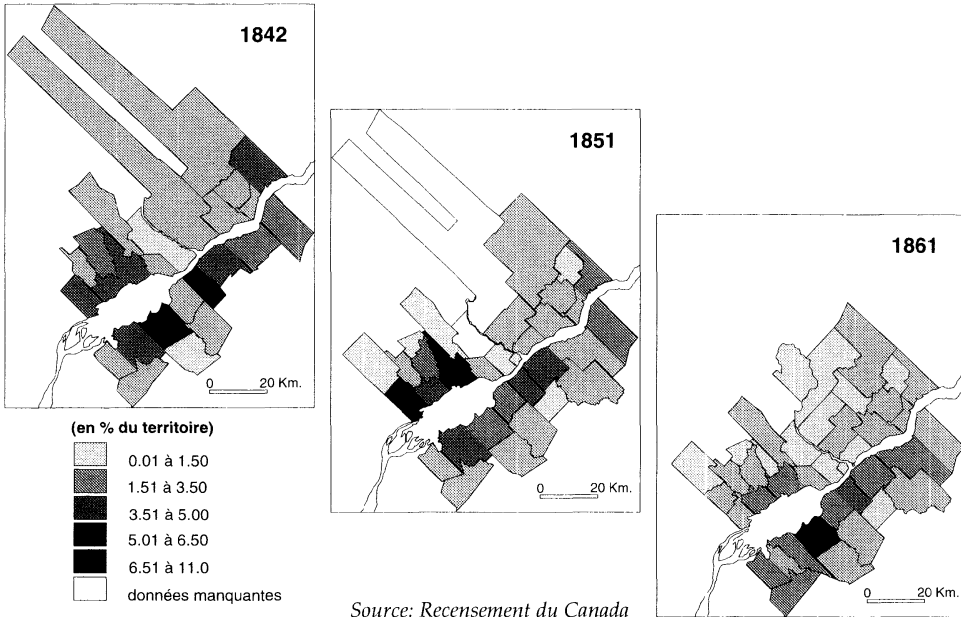 1842
0 20 Km.
1851
0 20 Km.
1861
0 20 Km.
(en % du territoire)
0.01 à 1.50
1.51 à 3.50
3.51 à 5.00
5.01 à 6.50
6.51 à 11.0
données manquantes
Source: Recensement du Canada